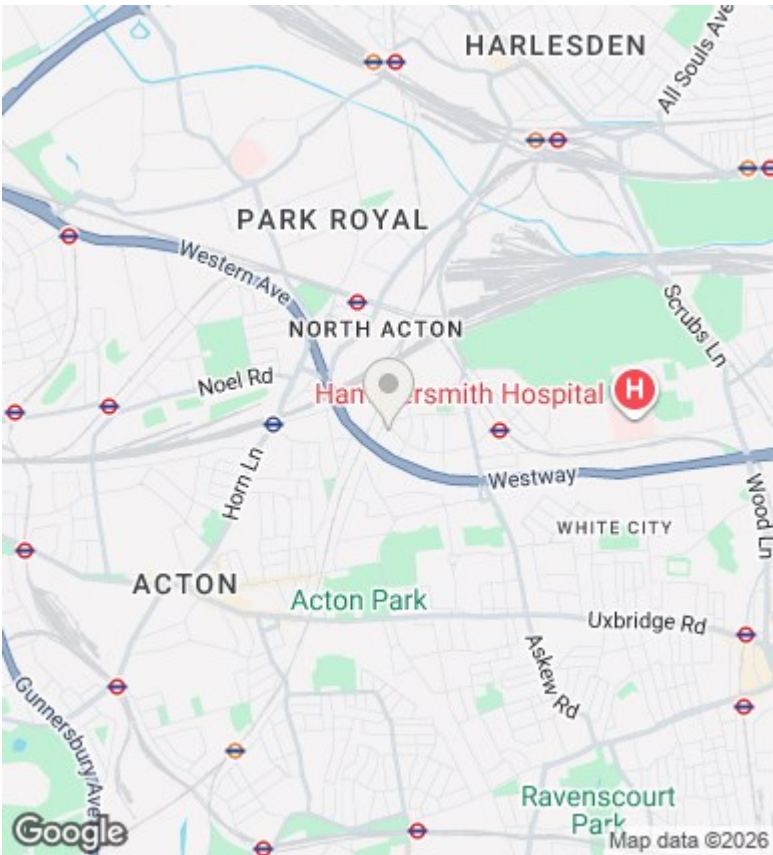 HARLESDEN
All Souls Ave
PARK ROYAL
Western Ave
Scrubs Ln
NORTH ACTON
Noel Rd
Hammersmith Hospital
H
Horn Ln
Westway
Wood Ln
WHITE CITY
ACTON
Acton Park
Uxbridge Rd
Askew Rd
Gunnersbury Ave
Ravenscourt
Park
Google
Map data ©2026